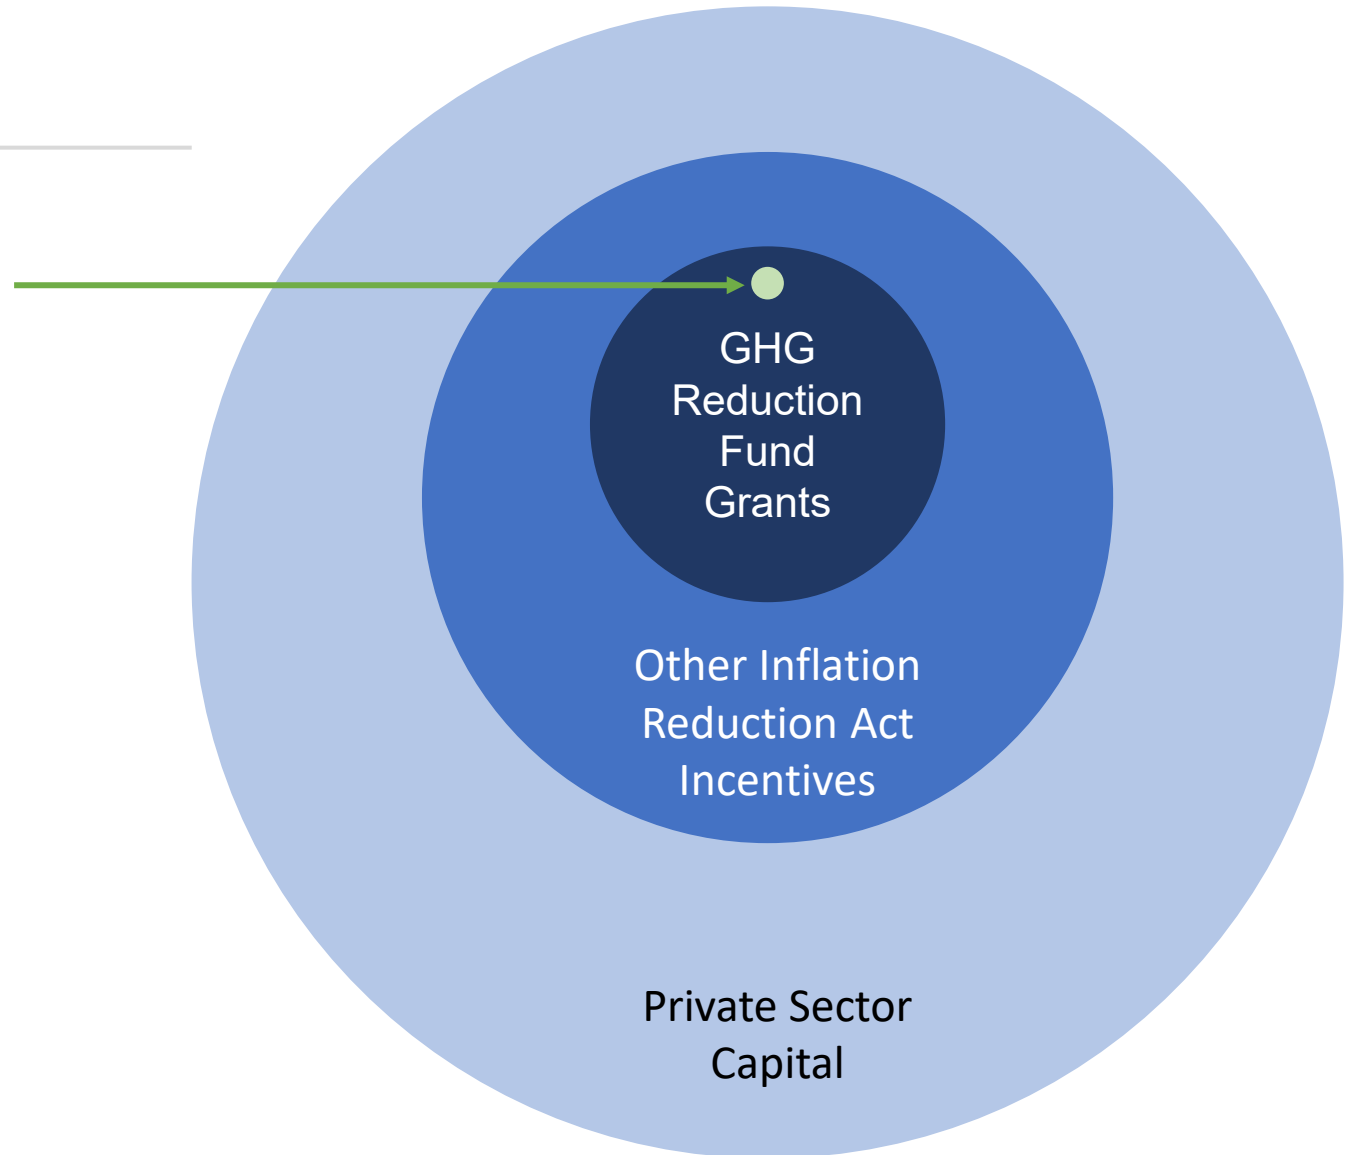 GHG
Reduction
Fund
Grants
Other Inflation
Reduction Act
Incentives
Private Sector
Capital